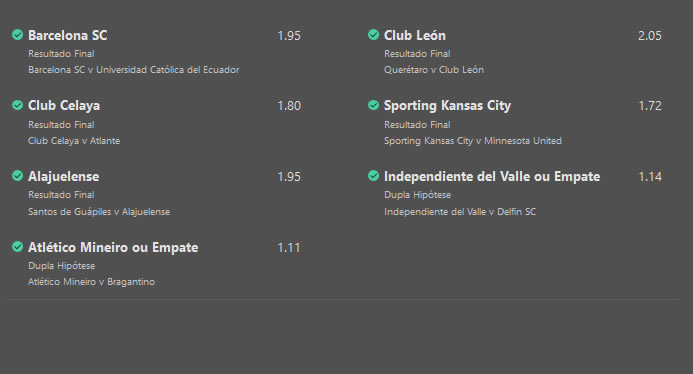 Barcelona SC 1.95
Resultado Final
Barcelona SC v Universidad Católica del Ecuador
Club León 2.05
Resultado Final
Querétaro v Club León
Club Celaya 1.80
Resultado Final
Club Celaya v Atlante
Sporting Kansas City 1.72
Resultado Final
Sporting Kansas City v Minnesota United
Alajuelense 1.95
Resultado Final
Santos de Guápiles v Alajuelense
Independiente del Valle ou Empate 1.14
Dupla Hipótese
Independiente del Valle v Delfin SC
Atlético Mineiro ou Empate 1.11
Dupla Hipótese
Atlético Mineiro v Bragantino